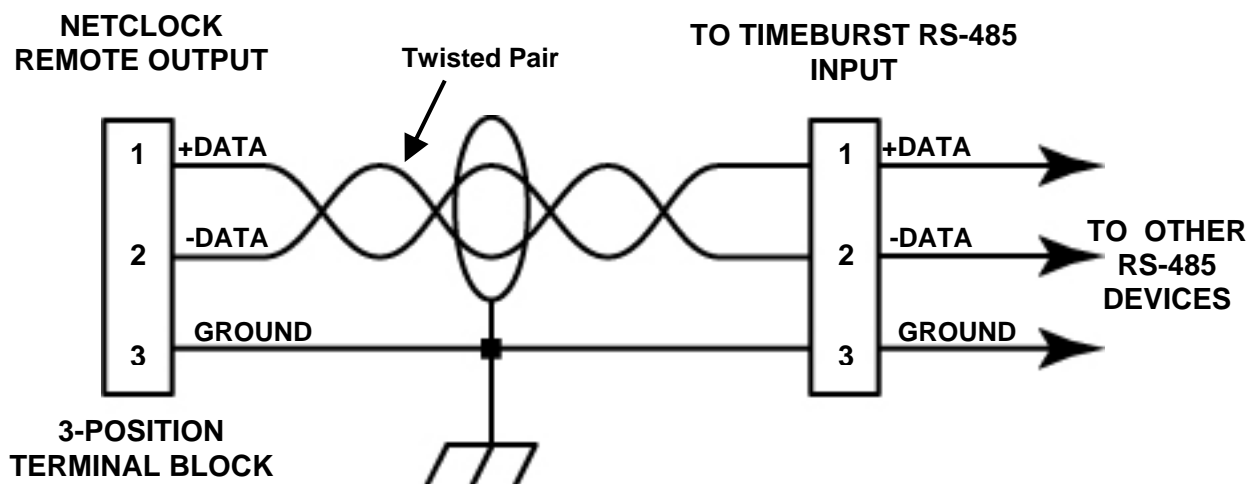 NETCLOCK
REMOTE OUTPUT
Twisted Pair
TO TIMEBURST RS-485
INPUT
1
+DATA
2
-DATA
3
GROUND
3-POSITION
TERMINAL BLOCK
1
+DATA
2
-DATA
3
GROUND
TO OTHER
RS-485
DEVICES